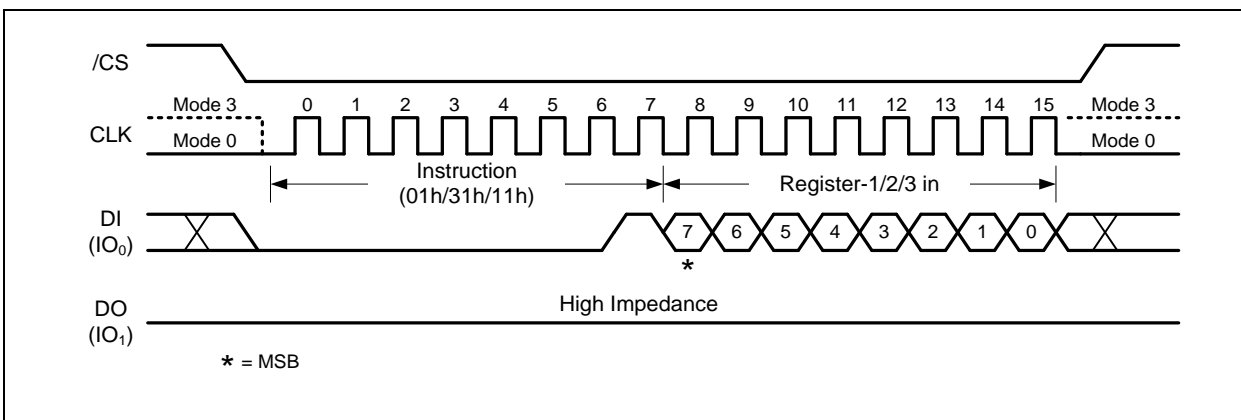 /CS
Mode 3 0 1 2 3 4 5 6 7 8 9 10 11 12 13 14 15 Mode 3
CLK
Mode 0 Mode 0
Instruction
(01h/31h/11h)
Register-1/2/3 in
DI
(IO₀)
7 6 5 4 3 2 1 0
*
High Impedance
DO
(IO₁)
* = MSB